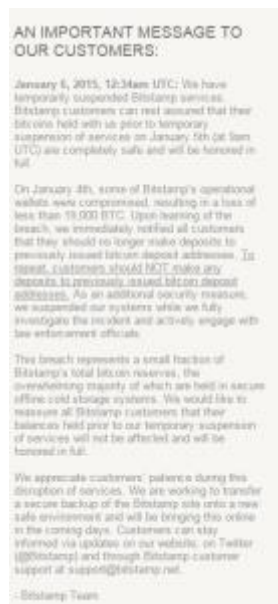 AN IMPORTANT MESSAGE TO
OUR CUSTOMERS:
January 6, 2015, 12:34am UTC: We have
temporarily suspended Bitstamp services.
Bitstamp customers can rest assured that their
bitcoins held with us prior to temporary
suspension of services on January 5th (at 9am
UTC) are completely safe and will be honored in
full.
On January 4th, some of Bitstamp's operational
wallets were compromised, resulting in a loss of
less than 19,000 BTC. Upon learning of the
breach, we immediately notified all customers
that they should no longer make deposits to
previously issued bitcoin deposit addresses. To
repeat, customers should NOT make any
deposits to previously issued bitcoin deposit
addresses. As an additional security measure,
we suspended our systems while we fully
investigate the incident and actively engage with
law enforcement officials.
This breach represents a small fraction of
Bitstamp's total bitcoin reserves, the
overwhelming majority of which are held in secure
offline cold storage systems. We would like to
reassure all Bitstamp customers that their
balances held prior to our temporary suspension
of services will not be affected and will be
honored in full.
We appreciate customers' patience during this
disruption of services. We are working to transfer
a secure backup of the Bitstamp site onto a new
safe environment and will be bringing this online
in the coming days. Customers can stay
informed via updates on our website, on Twitter
(@Bitstamp) and through Bitstamp customer
support at support@bitstamp.net.
- Bitstamp Team